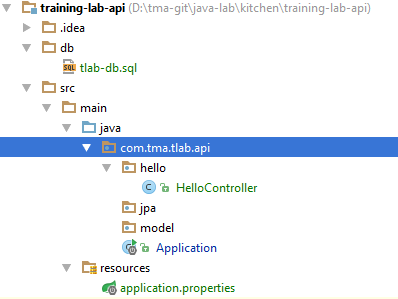 training-lab-api (D:\tma-git\java-lab\kitchen\training-lab-api)
.idea
db
SQL tlab-db.sql
src
main
java
com.tma.tlab.api
hello
C HelloController
jpa
model
Application
resources
application.properties